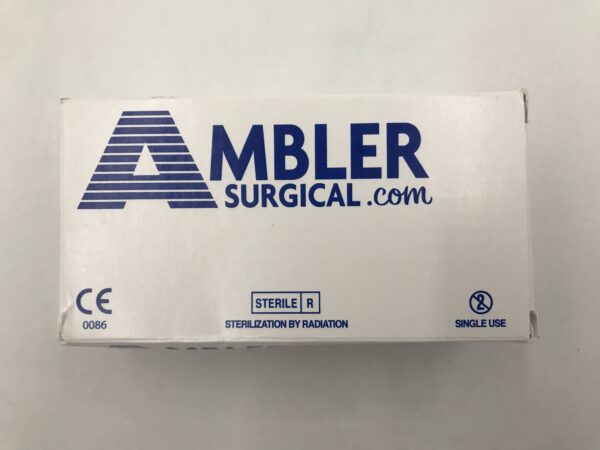 AMBLER
SURGICAL.com
CE
0086
STERILE R
STERILIZATION BY RADIATION
2
SINGLE USE